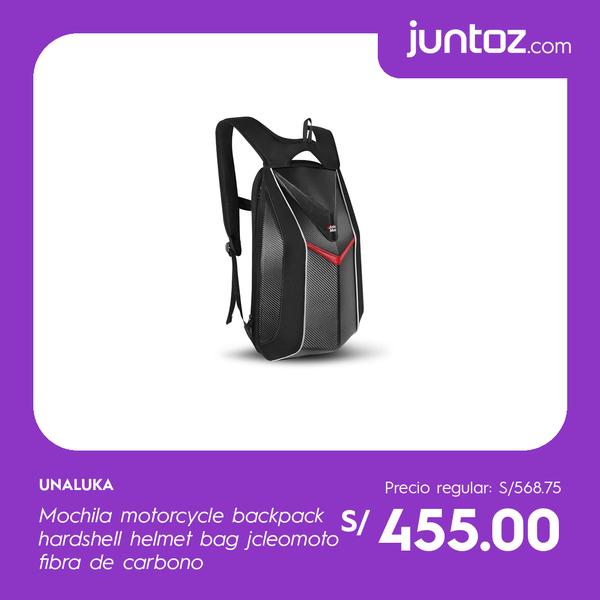 juntoz.com
UNALUKA
Precio regular: S/568.75
Mochila motorcycle backpack
hardshell helmet bag jcleomoto
fibra de carbono
S/ 455.00